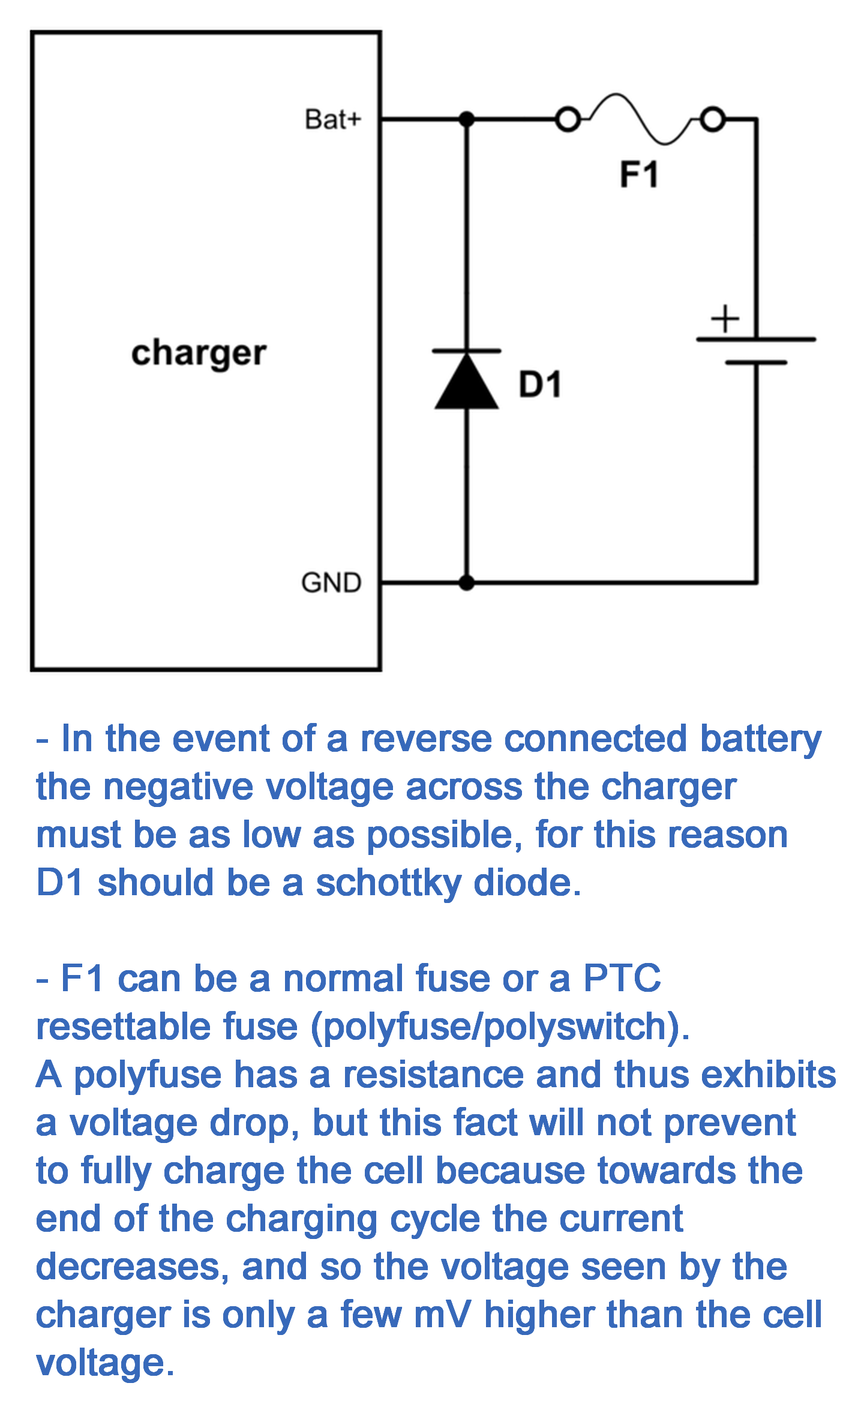 Bat+
F1
+
charger
D1
GND
- In the event of a reverse connected battery
the negative voltage across the charger
must be as low as possible, for this reason
D1 should be a schottky diode.
- F1 can be a normal fuse or a PTC
resettable fuse (polyfuse/polyswitch).
A polyfuse has a resistance and thus exhibits
a voltage drop, but this fact will not prevent
to fully charge the cell because towards the
end of the charging cycle the current
decreases, and so the voltage seen by the
charger is only a few mV higher than the cell
voltage.